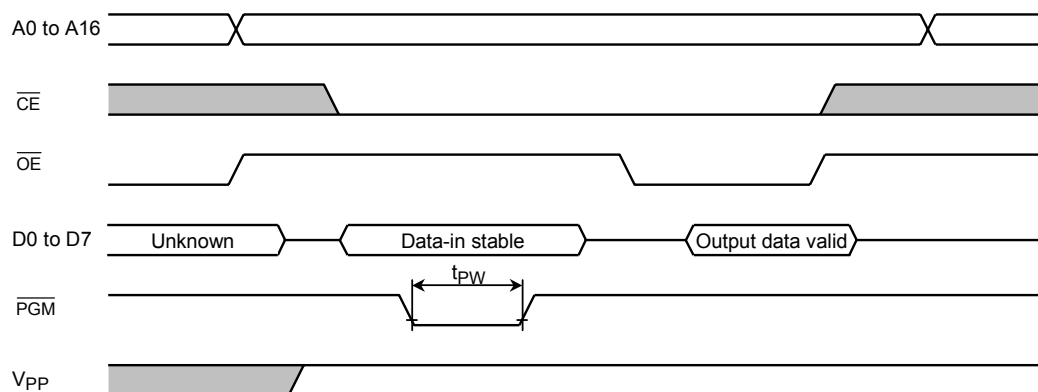 A0 to A16
CE
OE
D0 to D7
Unknown
Data-in stable
Output data valid
tPW
PGM
VPP